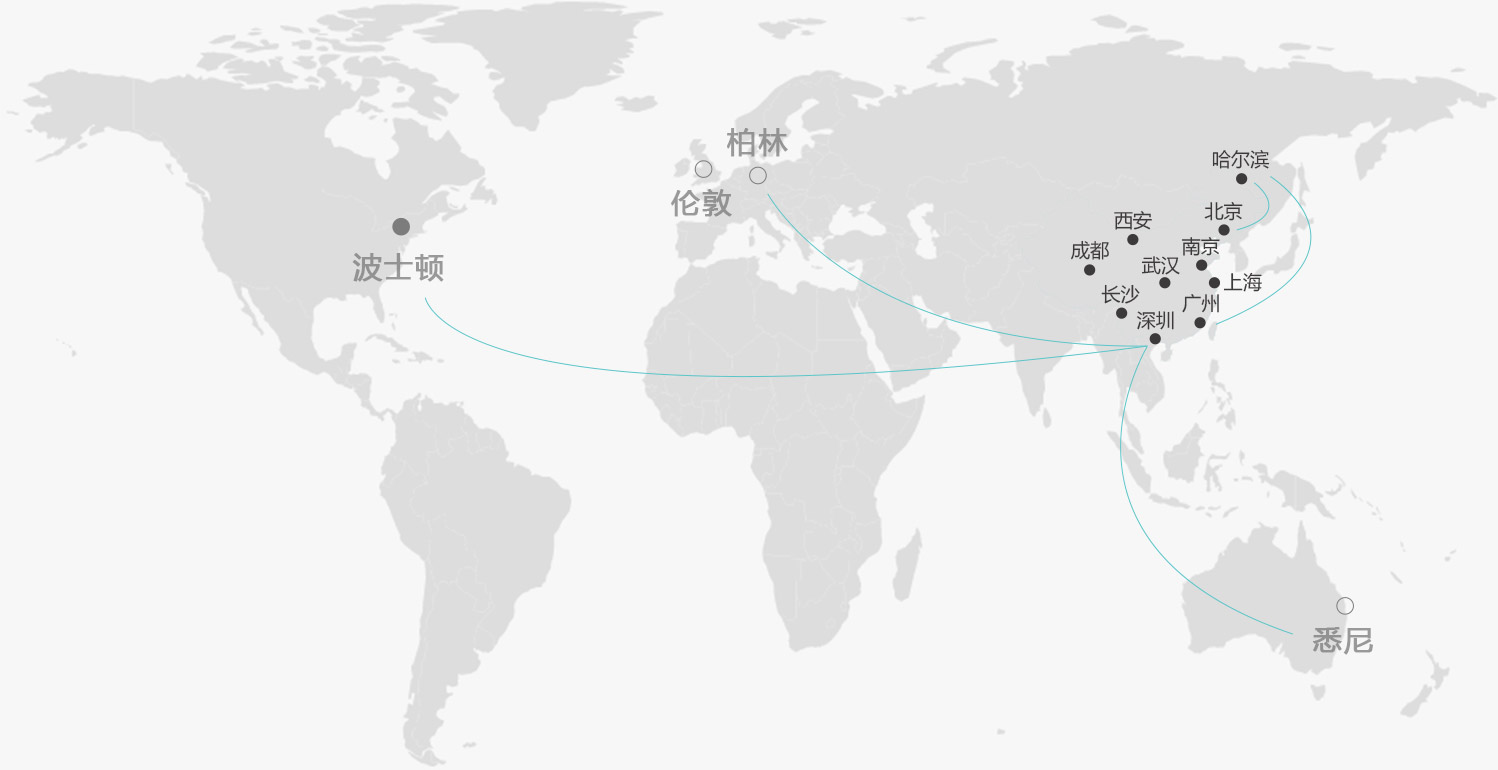 柏林
哈尔滨
伦敦
北京
西安
成都
南京
武汉
上海
波士顿
长沙
广州
深圳
悉尼